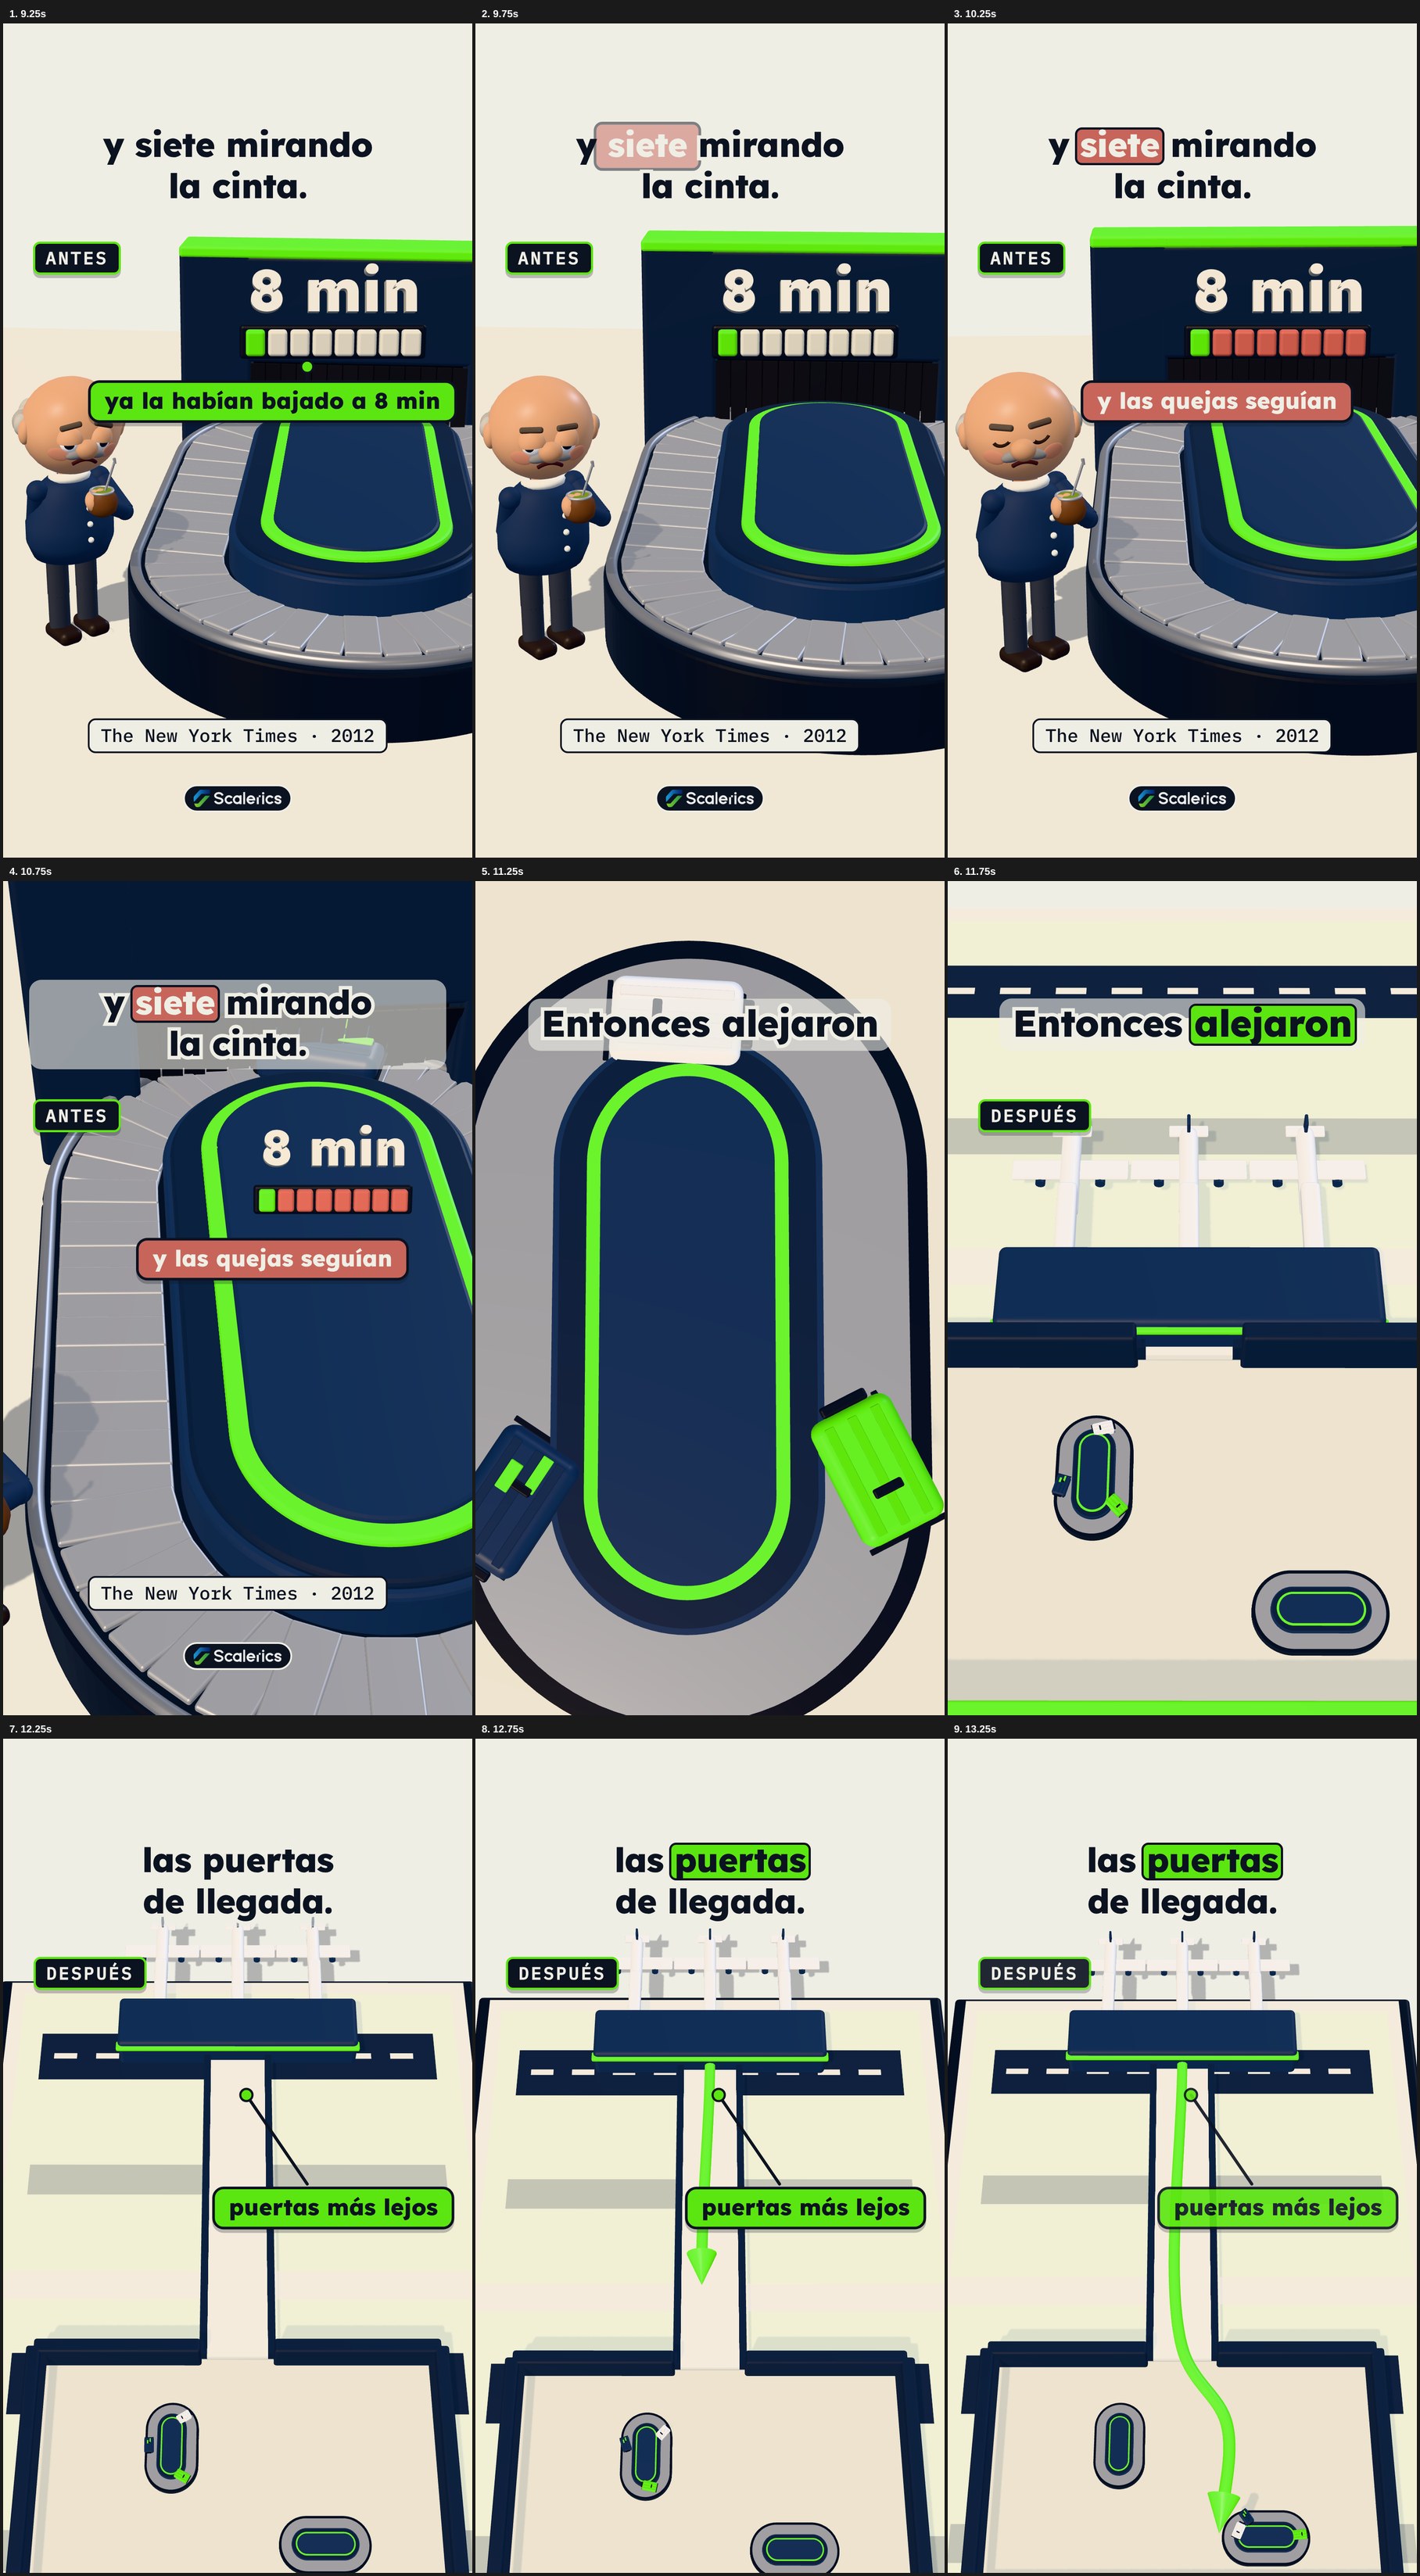 1. 9.25s
y siete mirando
la cinta.
ANTES
8 min
ya la habían bajado a 8 min
The New York Times · 2012
Scalerics
2. 9.75s
y siete mirando
la cinta.
ANTES
8 min
The New York Times · 2012
Scalerics
3. 10.25s
y siete mirando
la cinta.
ANTES
8 min
y las quejas seguían
The New York Times · 2012
Scalerics
4. 10.75s
y siete mirando
la cinta.
ANTES
8 min
y las quejas seguían
The New York Times · 2012
Scalerics
5. 11.25s
Entonces alejaron
6. 11.75s
Entonces alejaron
DESPUÉS
7. 12.25s
las puertas
de llegada.
DESPUÉS
puertas más lejos
8. 12.75s
las puertas
de llegada.
DESPUÉS
puertas más lejos
9. 13.25s
las puertas
de llegada.
DESPUÉS
puertas más lejos